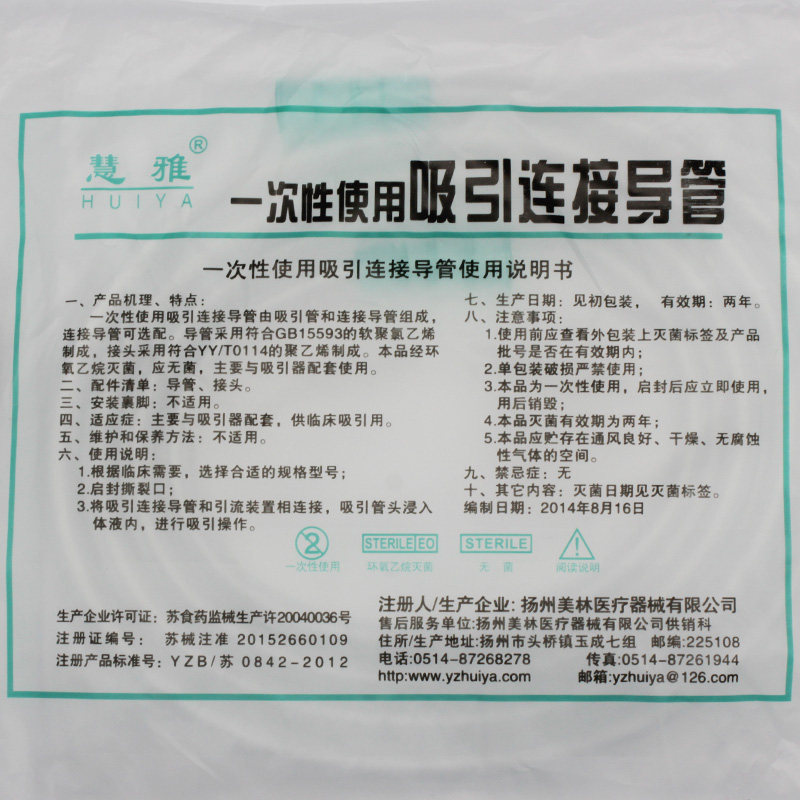 慧雅®
HUIYA
一次性使用吸引连接导管
一次性使用吸引连接导管使用说明书
一、产品机理、特点：
一次性使用吸引连接导管由吸引管和连接导管组成，
连接导管可选配。导管采用符合GB15593的软聚氯乙烯
制成，接头采用符合YY/T0114的聚乙烯制成。本品经环
氧乙烷灭菌，应无菌，主要与吸引器配套使用。
二、配件清单：导管、接头。
三、安装裹脚：不适用。
四、适应症：主要与吸引器配套，供临床吸引用。
五、维护和保养方法：不适用。
六、使用说明：
1.根据临床需要，选择合适的规格型号；
2.启封撕裂口；
3.将吸引连接导管和引流装置相连接，吸引管头浸入
体液内，进行吸引操作。
七、生产日期：见初包装， 有效期：两年。
八、注意事项：
1.使用前应查看外包装上灭菌标签及产品
批号是否在有效期内；
2.单包装破损严禁使用；
3.本品为一次性使用，启封后应立即使用，
用后销毁；
4.本品灭菌有效期为两年；
5.本品应贮存在通风良好、干燥、无腐蚀
性气体的空间。
九、禁忌症：无
十、其它内容：灭菌日期见灭菌标签。
编制日期：2014年8月16日
2
一次性使用
STERILE EO
环氧乙烷灭菌
STERILE
无菌
!
阅读说明
生产企业许可证：苏食药监械生产许20040036号
注册证编号：苏械注准 20152660109
注册产品标准号：YZB/苏 0842-2012
注册人/生产企业：扬州美林医疗器械有限公司
售后服务单位：扬州美林医疗器械有限公司供销科
住所/生产地址：扬州市头桥镇玉成七组 邮编：225108
电话：0514-87268278 传真：0514-87261944
http:www.yzhuiya.com 邮箱：yzhuiya@126.com